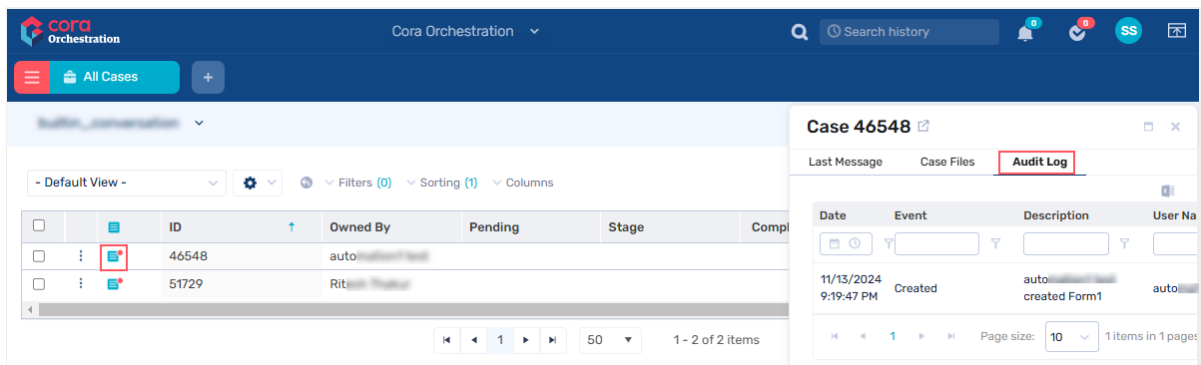 cora
Orchestration
Cora Orchestration
Search history
0
0
SS
All Cases
+
Case 46548
Last Message Case Files Audit Log
- Default View -
Filters (0) Sorting (1) Columns
ID Owned By Pending Stage Compl
46548 auto
51729 Rit
1 50 1 - 2 of 2 items
Date Event Description User Na
11/13/2024
9:19:47 PM
Created
auto
created Form1
auto
1 Page size: 10 1 items in 1 pages